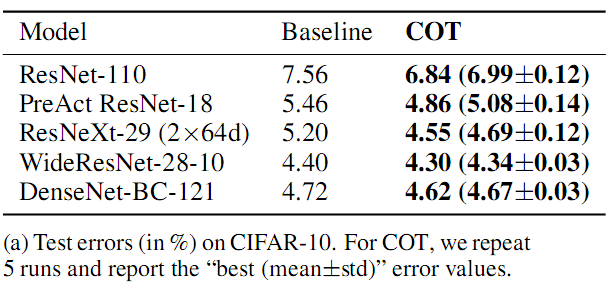 Model Baseline COT
ResNet-110 7.56 6.84 (6.99±0.12)
PreAct ResNet-18 5.46 4.86 (5.08±0.14)
ResNeXt-29 (2×64d) 5.20 4.55 (4.69±0.12)
WideResNet-28-10 4.40 4.30 (4.34±0.03)
DenseNet-BC-121 4.72 4.62 (4.67±0.03)
(a) Test errors (in %) on CIFAR-10. For COT, we repeat
5 runs and report the “best (mean±std)” error values.